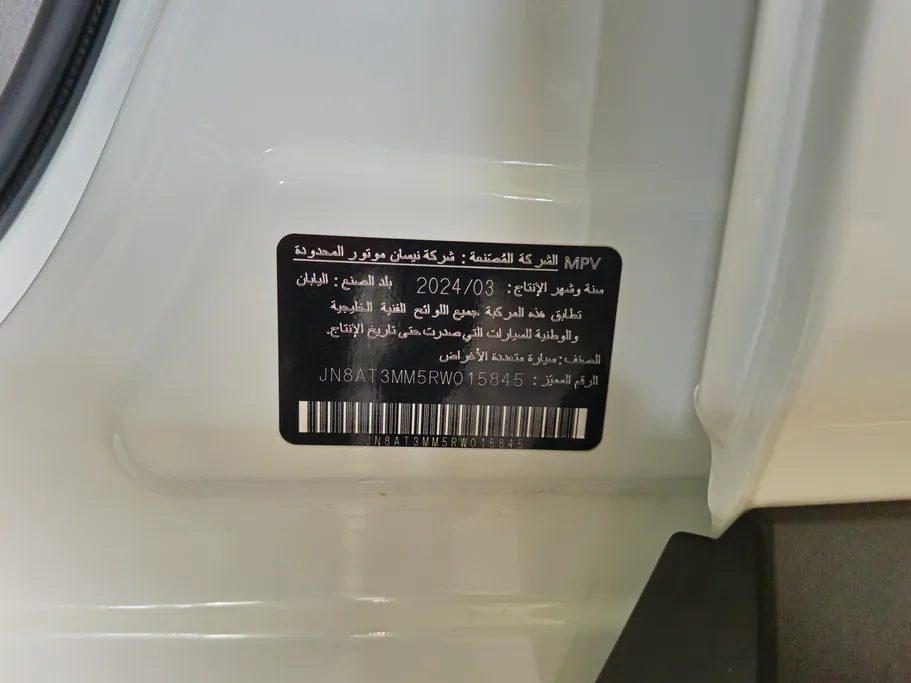 MPV الشركة المُصنعة : شركة نيسان موتور المحدودة
سنة وشهر الإنتاج: 2024/03 بلد الصنع : اليابان
تطابق هذه المركبة جميع اللوائح الفنية الخليجية
والوطنية للسيارات التي صدرت حتى تاريخ الإنتاج.
الصنف : سيارة متعددة الأغراض
الرقم المميّز : JN8AT3MM5RW015845
JN8AT3MM5RW015845